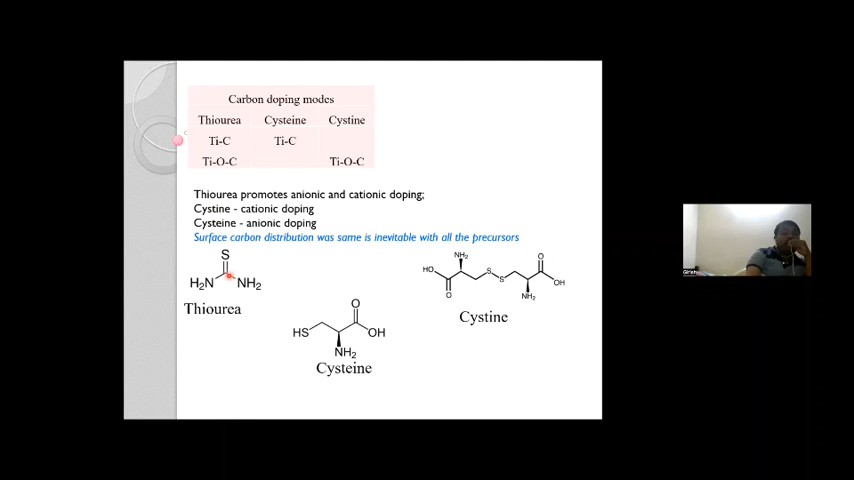 Carbon doping modes
Thiourea Cysteine Cystine
Ti-C Ti-C
Ti-O-C Ti-O-C
Thiourea promotes anionic and cationic doping;
Cystine - cationic doping
Cysteine - anionic doping
Surface carbon distribution was same is inevitable with all the precursors
S
H₂N NH₂
Thiourea
O
HS OH
NH₂
Cysteine
NH₂ O
HO S
S OH
O NH₂
Cystine
Girish